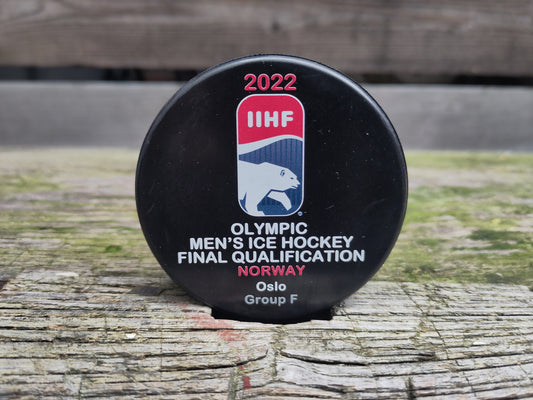 2022
IIHF
OLYMPIC
MEN'S ICE HOCKEY
FINAL QUALIFICATION
NORWAY
Oslo
Group F